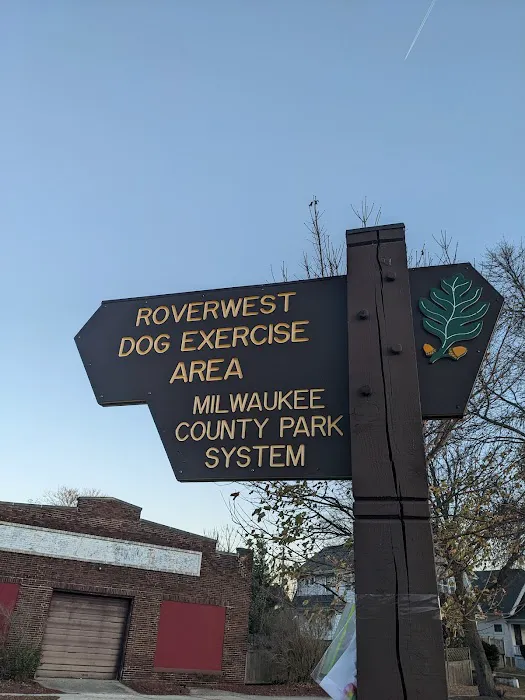 ROVERWEST
DOG EXERCISE
AREA
MILWAUKEE
COUNTY PARK
SYSTEM